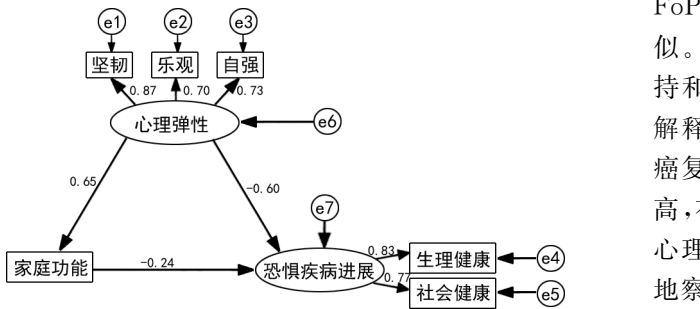 e1 e2 e3
坚韧 乐观 自强
0.87 0.70 0.73
心理弹性 e6
0.65 -0.60
e7
家庭功能 -0.24 恐惧疾病进展 0.83 生理健康 e4
0.77 社会健康 e5
FoP
似。
持和
解释
癌复
高，
心理
地察